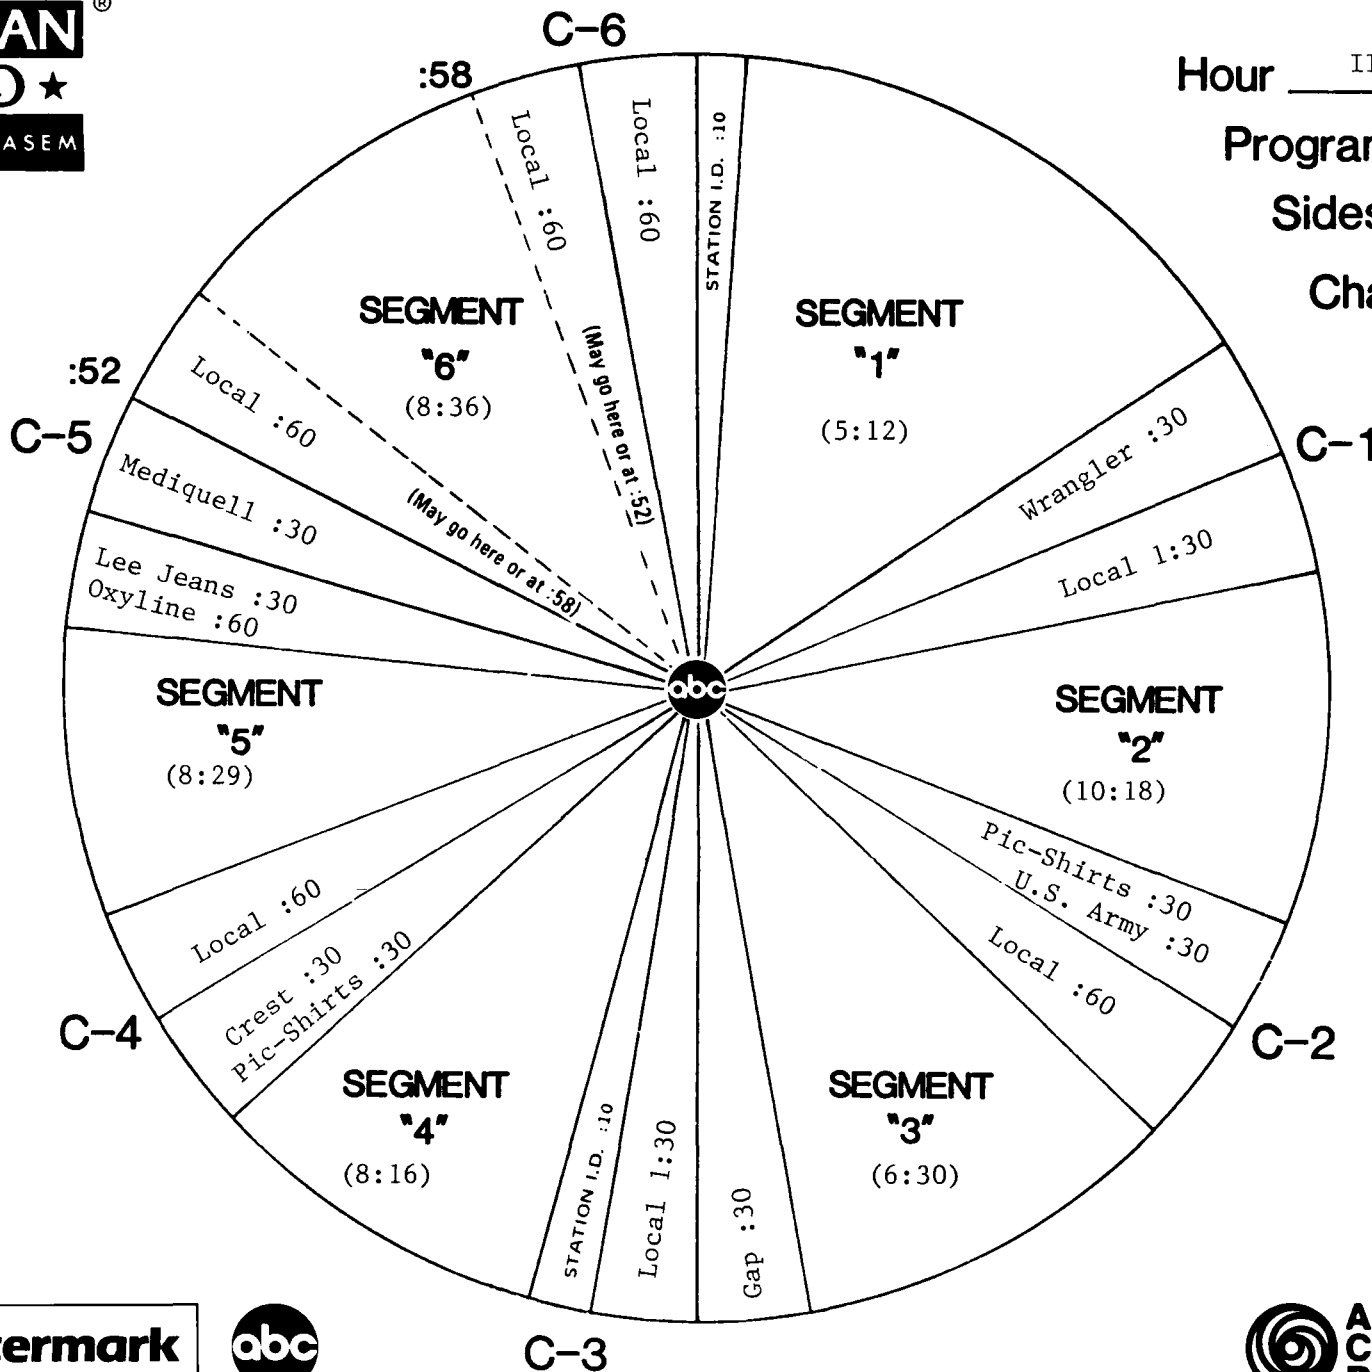 AN ®
ASEM
C-6
:58
Hour
Local :60
Local :60
STATION I.D. :10
SEGMENT
"6"
(8:36)
(May go here or at :52)
SEGMENT
"1"
(5:12)
Wrangler :30
C-1
Local 1:30
:52
Local :60
(May go here or at :58)
C-5
Mediquell :30
Lee Jeans :30
Oxyline :60
abc
SEGMENT
"5"
(8:29)
SEGMENT
"2"
(10:18)
Pic-Shirts :30
U.S. Army :30
Local :60
C-2
Local :60
Crest :30
Pic-Shirts :30
C-4
SEGMENT
"4"
(8:16)
STATION I.D. :10
Local 1:30
Gap :30
SEGMENT
"3"
(6:30)
C-3
abc